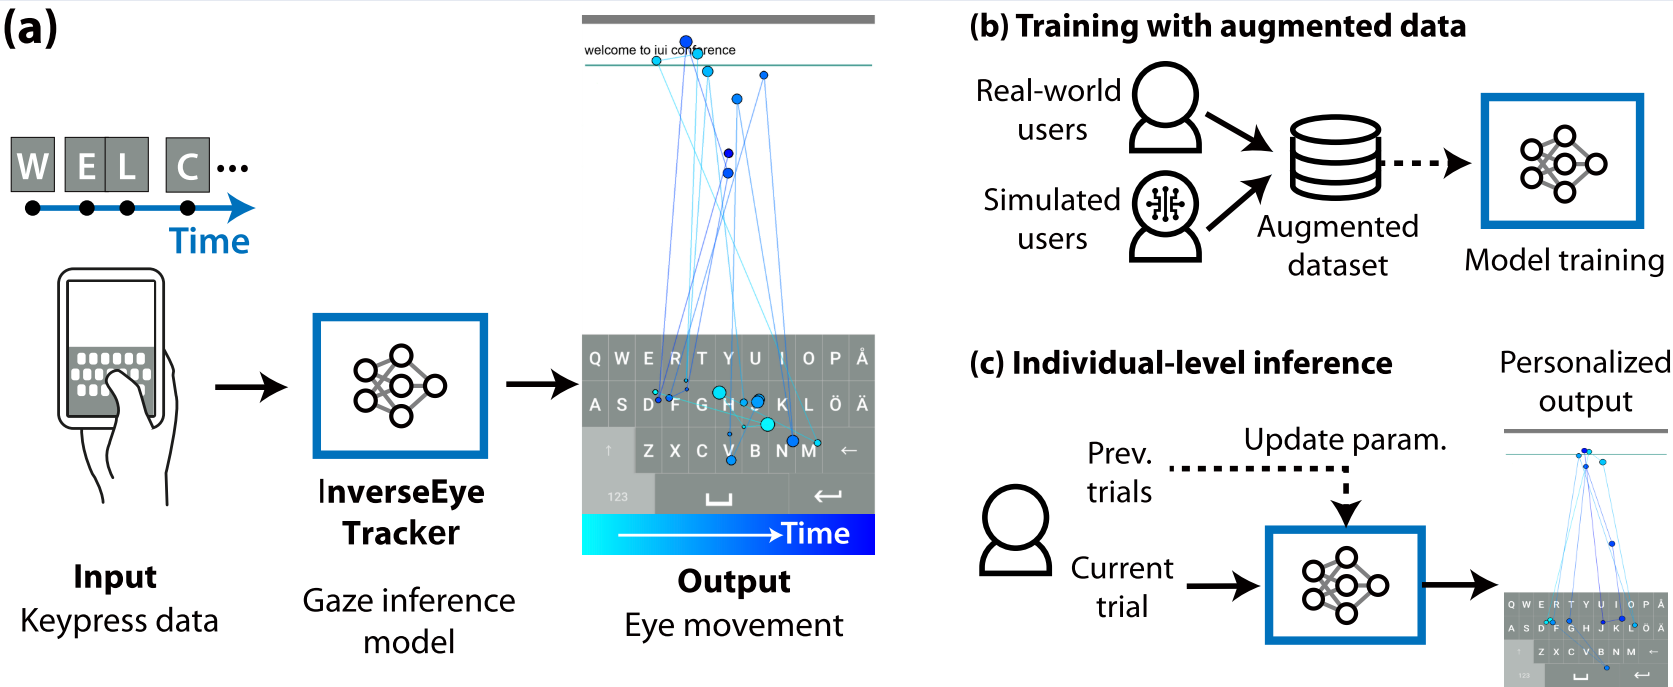 (a)
W E L C ...
Time
Input
Keypress data
InverseEye
Tracker
Gaze inference
model
welcome to iui conference
Q W E R T Y U I O P Å
A S D F G H J K L Ö Ä
↑ Z X C V B N M ←
123
Time
Output
Eye movement
(b) Training with augmented data
Real-world
users
Simulated
users
Augmented
dataset
Model training
(c) Individual-level inference
Prev.
trials
Update param.
Current
trial
Personalized
output
Q W E R T Y U I O P Å
A S D F G H J K L Ö Ä
↑ Z X C V B N M ←
123